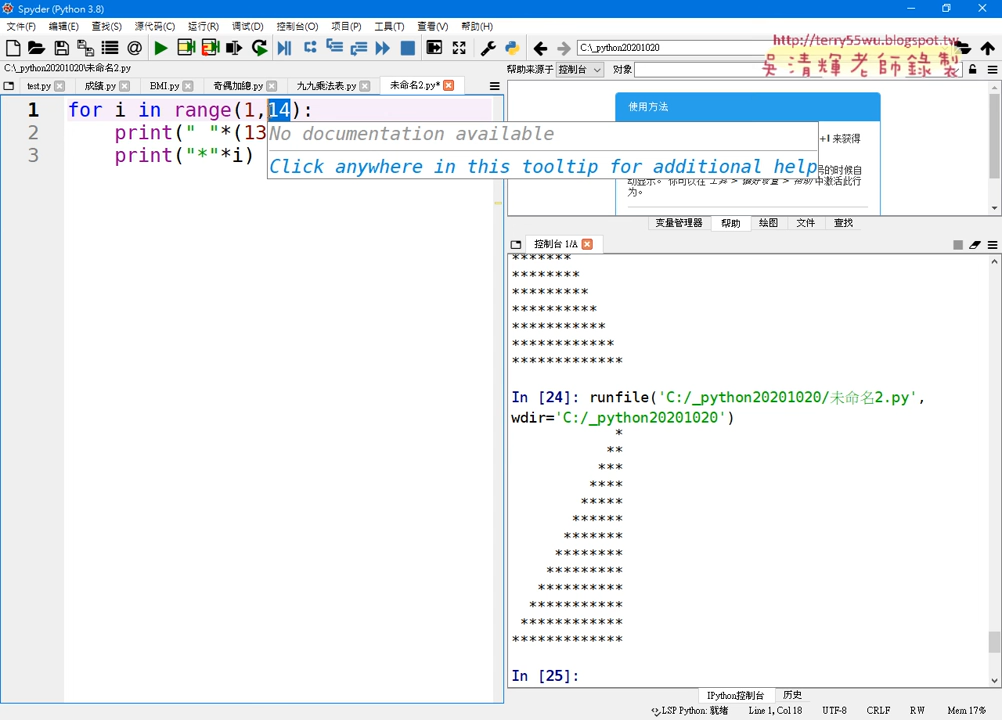 Spyder (Python 3.8)
文件(F) 编辑(E) 查找(S) 源代码(C) 运行(R) 调试(D) 控制台(O) 项目(P) 工具(T) 查看(V) 帮助(H)
C:\_python20201020
http://terry55wu.blogspot.tw
吳清輝老師錄製
C:\_python20201020\未命名2.py
帮助来源于 控制台 对象
test.py 成績.py BMI.py 奇偶加總.py 九九乘法表.py 未命名2.py*
1 for i in range(1,14):
2 print(" "*(13
3 print("*"*i)
No documentation available
Click anywhere in this tooltip for additional help
使用方法
+I 来获得
号的时候自
动显示。 你可以在 工具 > 偏好设置 > 帮助 中激活此行
为。
变量管理器 帮助 绘图 文件 查找
控制台 1/A
*******
********
*********
**********
***********
************
*************
In [24]: runfile('C:/_python20201020/未命名2.py',
wdir='C:/_python20201020')
*
**
***
****
*****
******
*******
********
*********
**********
***********
************
*************
In [25]:
IPython控制台 历史
LSP Python: 就绪 Line 1, Col 18 UTF-8 CRLF RW Mem 17%